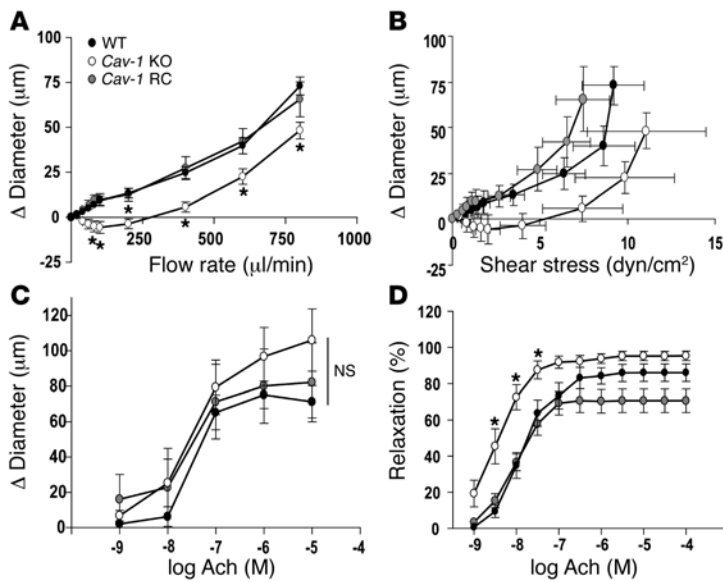 A
WT
Cav-1 KO
Cav-1 RC
Δ Diameter (μm)
100
75
50
25
0
-25
250 500 750 1000
Flow rate (μl/min)
* * * * * *
B
Δ Diameter (μm)
100
75
50
25
0
-25
0 5 10 15
Shear stress (dyn/cm²)
C
Δ Diameter (μm)
120
100
80
60
40
20
0
NS
-9 -8 -7 -6 -5
log Ach (M)
D
Relaxation (%)
120
100
80
60
40
20
0
* * *
-9 -8 -7 -6 -5 -4
log Ach (M)